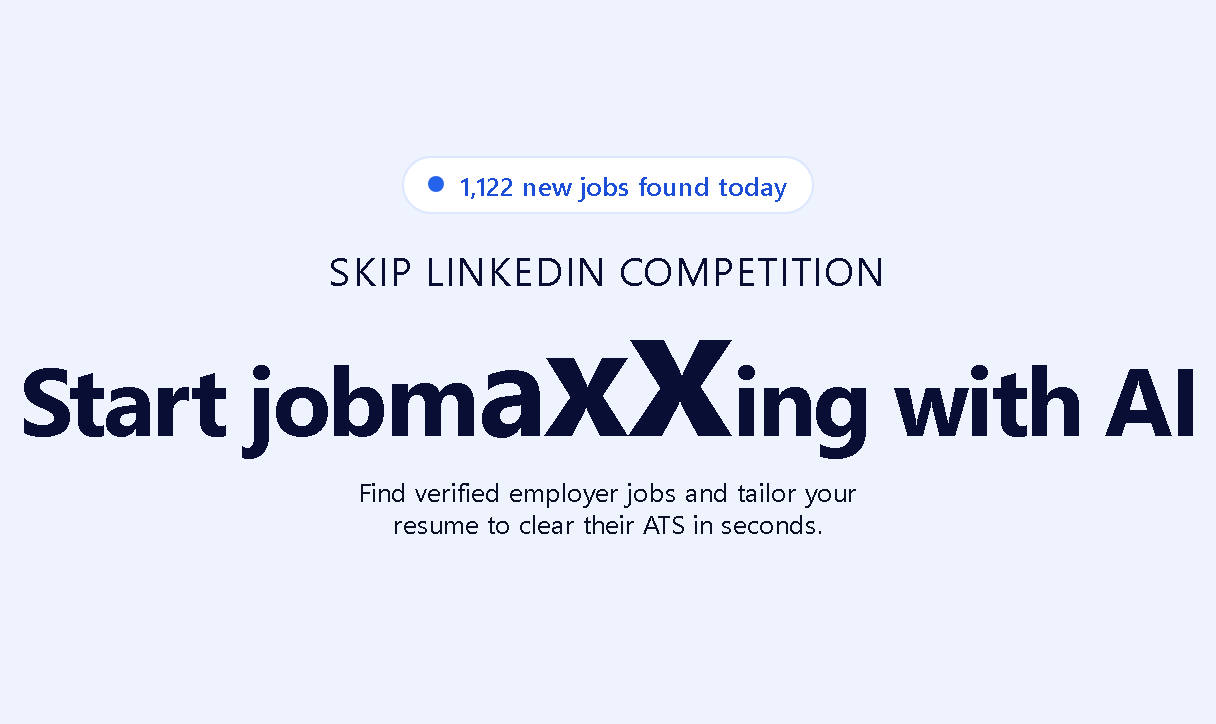 1,122 new jobs found today
SKIP LINKEDIN COMPETITION
Start jobmaxXing with AI
Find verified employer jobs and tailor your
resume to clear their ATS in seconds.